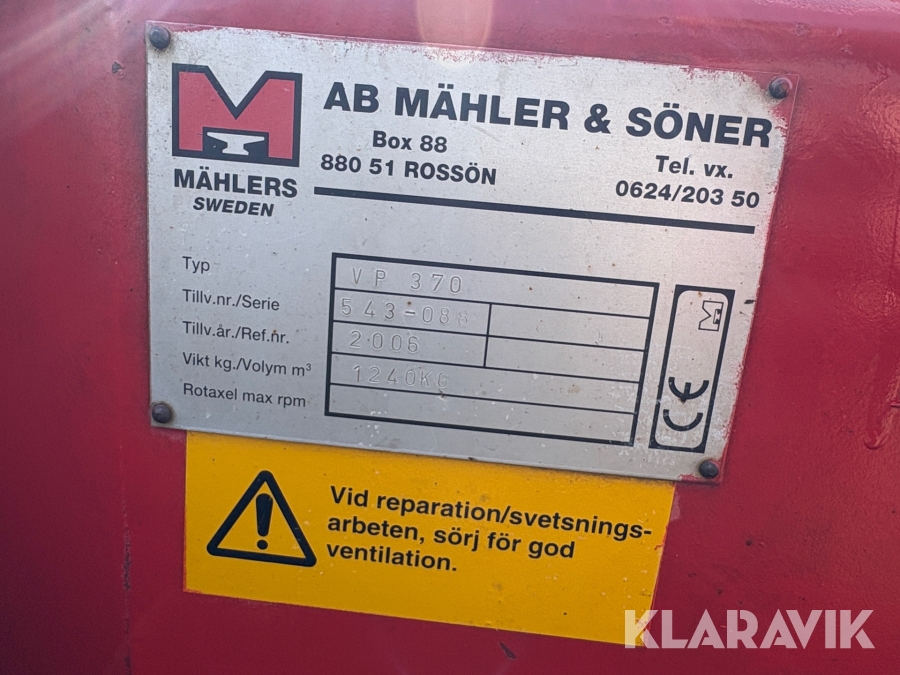 AB MÄHLER & SÖNER
Box 88
880 51 ROSSÖN
Tel. vx.
0624/203 50
M
MÄHLERS
SWEDEN
Typ VP 370
Tillv.nr./Serie
Tillv.år./Ref.nr. 2006
Vikt kg./Volym m³ 1240KG
Rotaxel max rpm
M
CE
Vid reparation/svetsnings-
arbeten, sörj för god
ventilation.
KLARAVIK